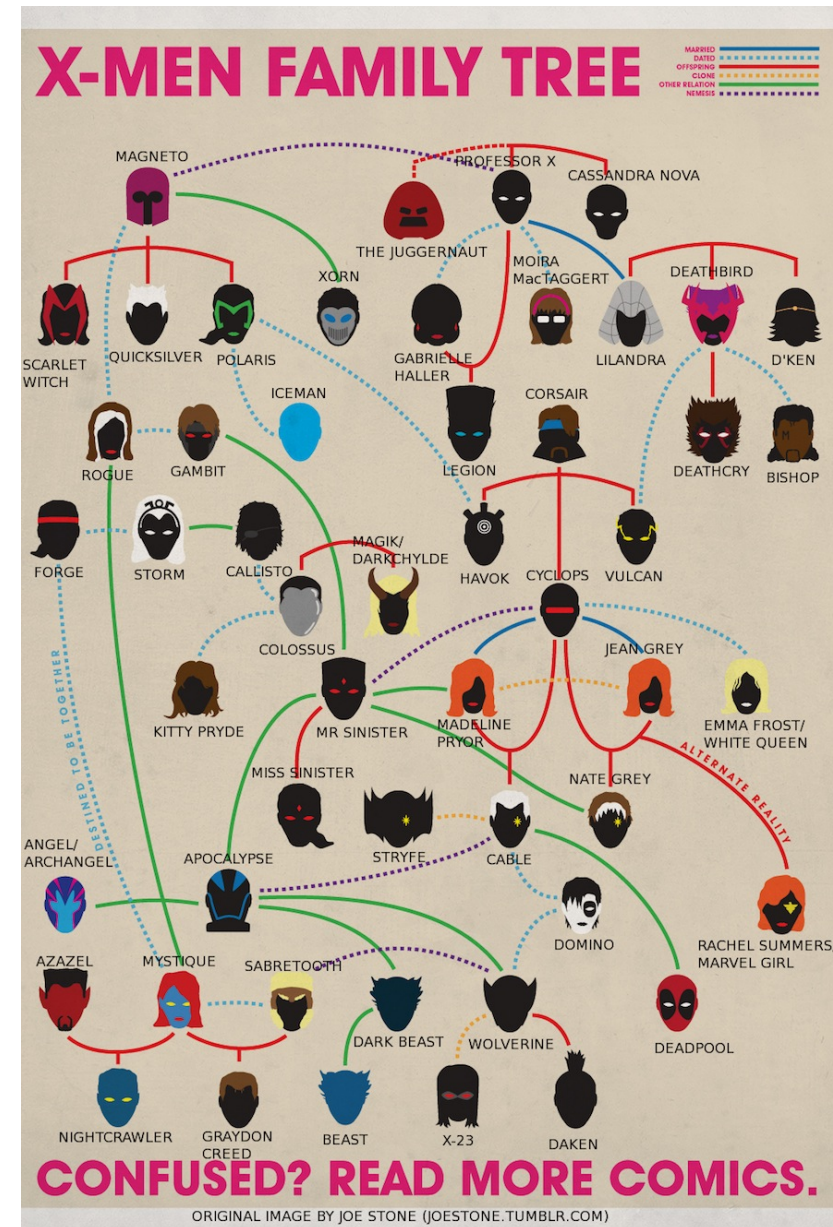 X-MEN FAMILY TREE
MARRIED
DATED
OFFSPRING
CLONE
OTHER RELATION
NEMESIS
MAGNETO
PROFESSOR X
CASSANDRA NOVA
THE JUGGERNAUT
MOIRA
MacTAGGERT
DEATHBIRD
XORN
SCARLET
WITCH
QUICKSILVER
POLARIS
GABRIELLE
HALLER
LILANDRA
D'KEN
ICEMAN
CORSAIR
ROGUE
GAMBIT
LEGION
DEATHCRY
BISHOP
MAGIK/
DARKCHYLDE
FORGE
STORM
CALLISTO
HAVOK
CYCLOPS
VULCAN
COLOSSUS
JEAN GREY
DESTINED TO BE TOGETHER
KITTY PRYDE
MR SINISTER
MADELINE
PRYOR
EMMA FROST/
WHITE QUEEN
ALTERNATE REALITY
MISS SINISTER
NATE GREY
ANGEL/
ARCHANGEL
APOCALYPSE
STRYFE
CABLE
DOMINO
RACHEL SUMMERS/
MARVEL GIRL
AZAZEL
MYSTIQUE
SABRETOOTH
DARK BEAST
WOLVERINE
DEADPOOL
NIGHTCRAWLER
GRAYDON
CREED
BEAST
X-23
DAKEN
CONFUSED? READ MORE COMICS.
ORIGINAL IMAGE BY JOE STONE (JOESTONE.TUMBLR.COM)